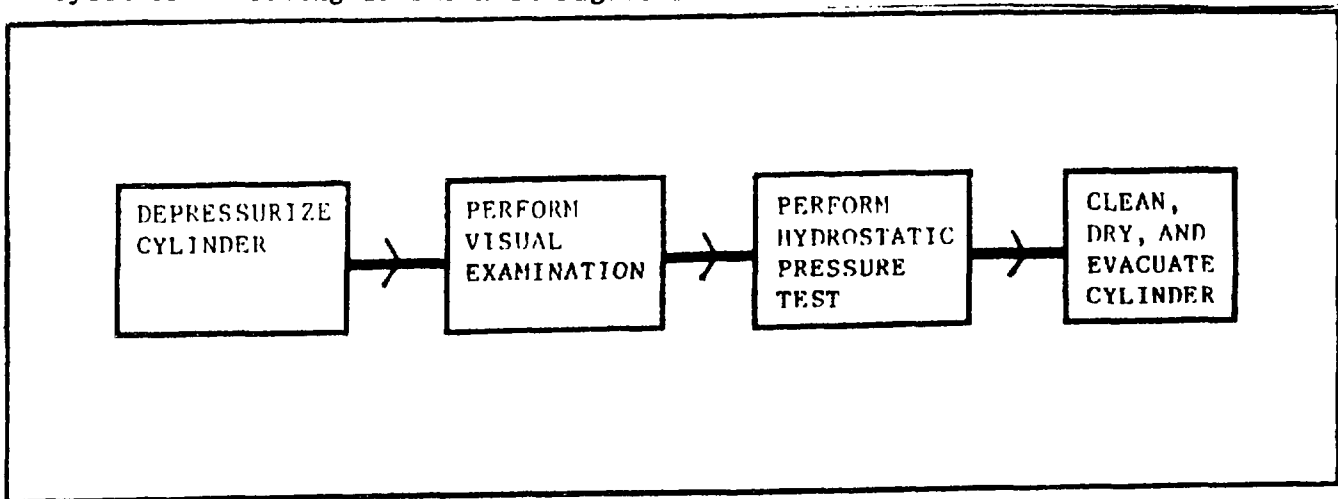 DEPRESSURIZE
CYLINDER
PERFORM
VISUAL
EXAMINATION
PERFORM
HYDROSTATIC
PRESSURE
TEST
CLEAN,
DRY, AND
EVACUATE
CYLINDER